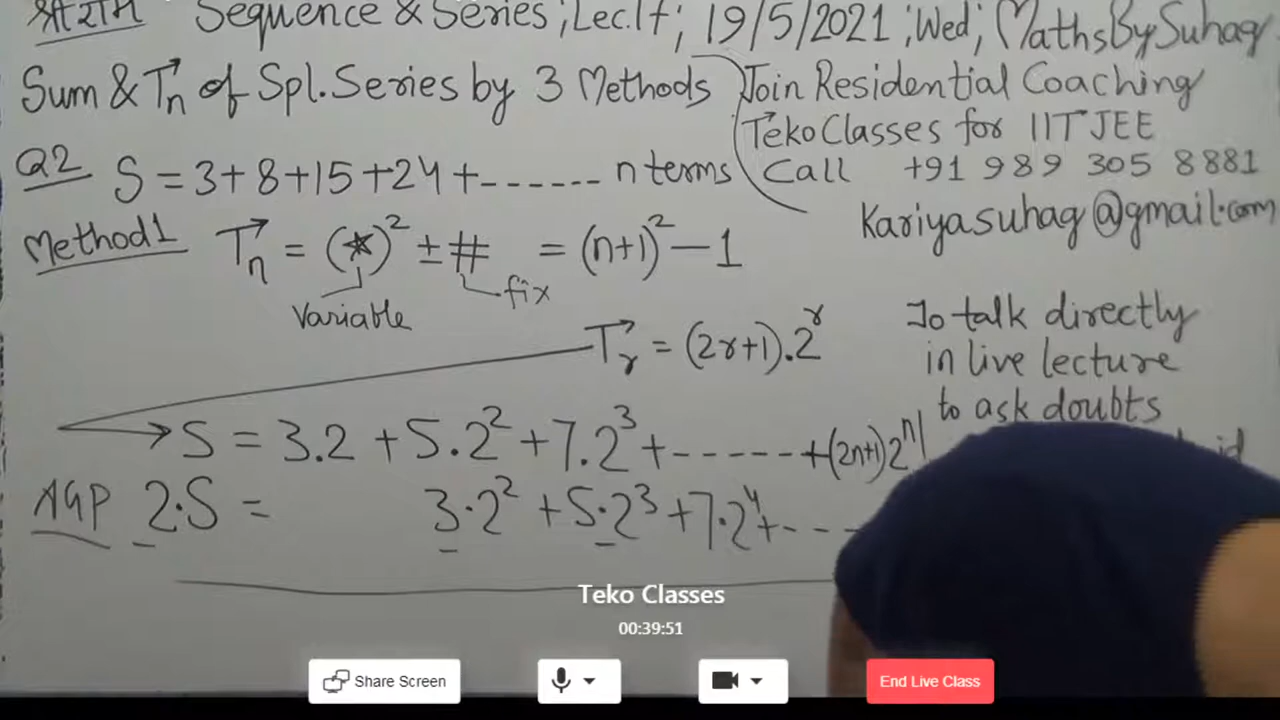 श्री राम Sequence & Series ; Lec.17 ; 19/5/2021 ; Wed ; MathsBySuhag
Sum & Tn of Spl. Series by 3 Methods
Join Residential Coaching
Teko Classes for IIT JEE
Call +91 989 305 8881
Kariyasuhag@gmail.com
Q2 S = 3+8+15+24+------ n terms
Method 1 Tn = (*)² ± # = (n+1)² – 1
Variable fix
Tr = (2r+1).2^r
To talk directly
in live lecture
to ask doubts
S = 3.2 + 5.2² + 7.2³ + ------ + (2n+1)2^n
AGP 2.S = 3.2² + 5.2³ + 7.2⁴ + ---
Teko Classes
00:39:51
Share Screen
End Live Class